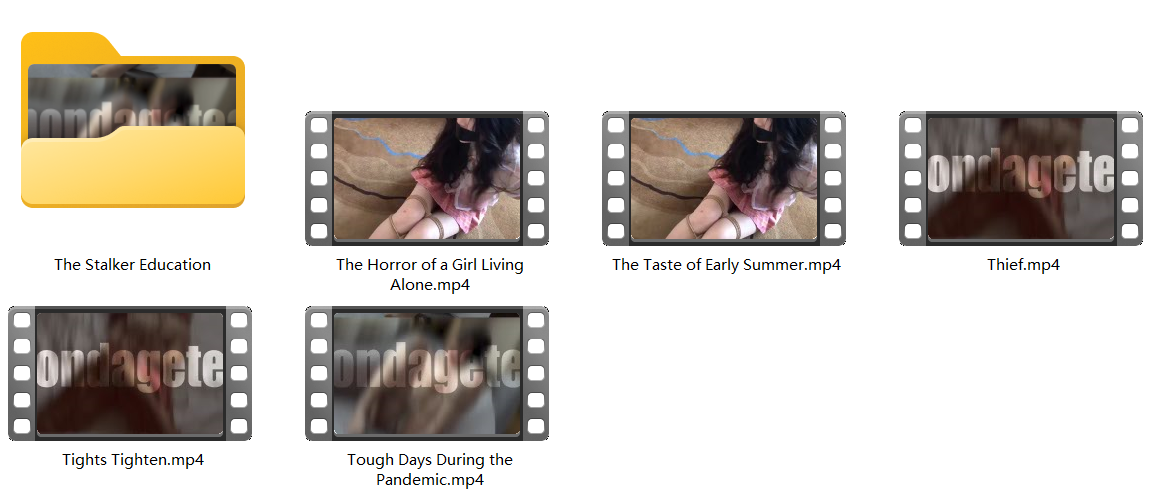 ondagete
The Stalker Education
The Horror of a Girl Living
Alone.mp4
The Taste of Early Summer.mp4
ondagete
Thief.mp4
ondagete
Tights Tighten.mp4
ondagete
Tough Days During the
Pandemic.mp4